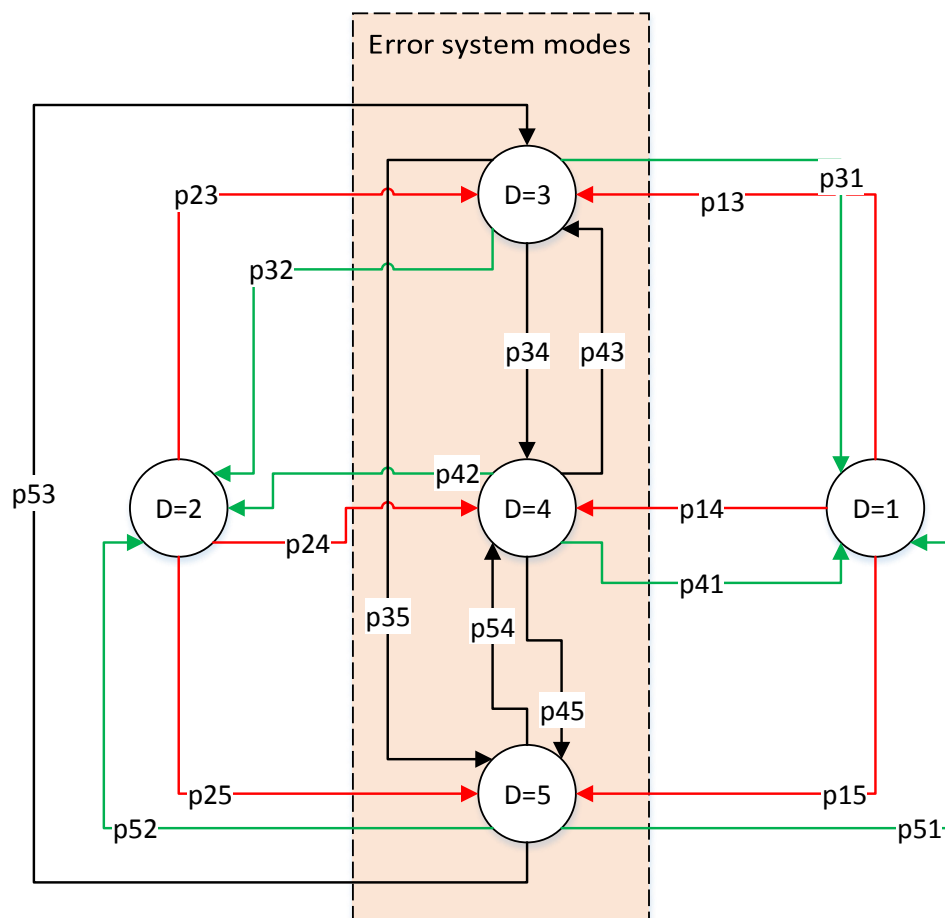 Error system modes
p31
p23
D=3
p13
p32
p34
p43
p42
p53
D=2
D=4
p14
D=1
p24
p41
p35
p54
p45
p25
D=5
p15
p52
p51